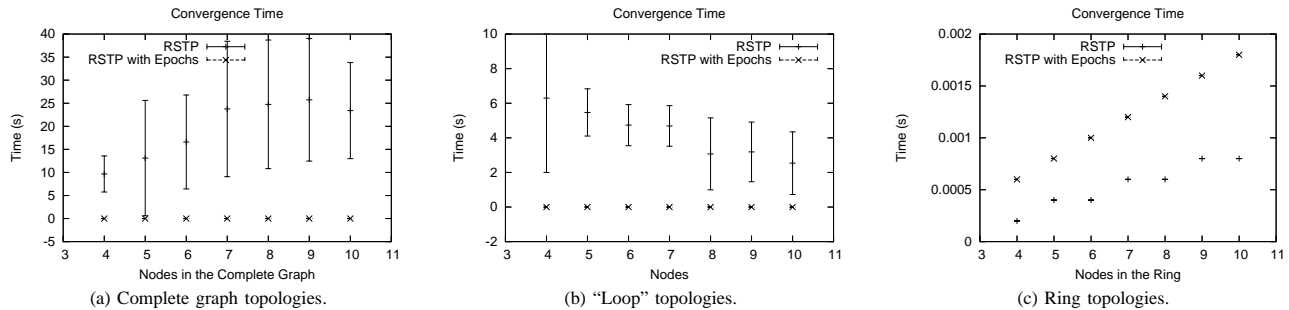 Convergence Time
Time (s)
40
35
30
25
20
15
10
5
0
-5
RSTP
RSTP with Epochs
3 4 5 6 7 8 9 10 11
Nodes in the Complete Graph
(a) Complete graph topologies.
Convergence Time
Time (s)
10
8
6
4
2
0
-2
RSTP
RSTP with Epochs
3 4 5 6 7 8 9 10 11
Nodes
(b) “Loop” topologies.
Convergence Time
Time (s)
0.002
0.0015
0.001
0.0005
0
RSTP
RSTP with Epochs
3 4 5 6 7 8 9 10 11
Nodes in the Ring
(c) Ring topologies.